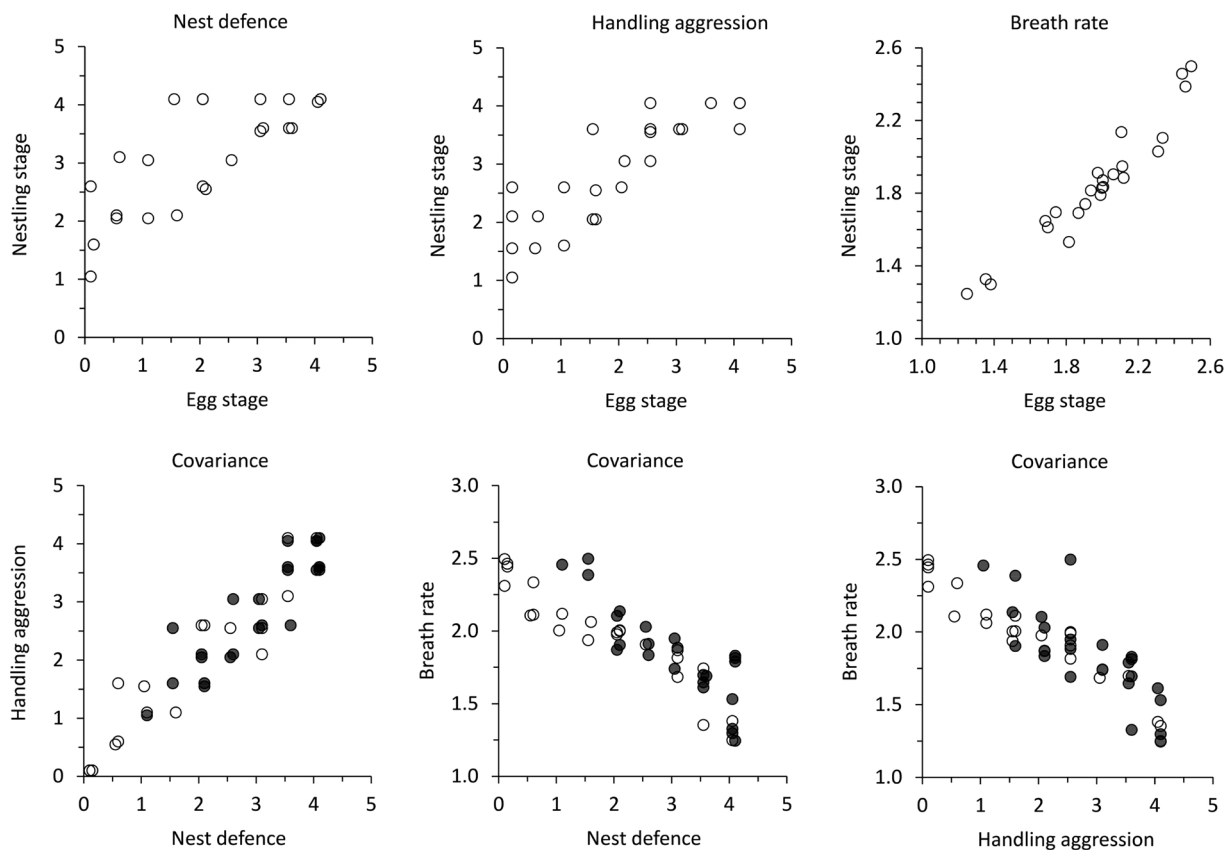 Nest defence
Handling aggression
Breath rate
5
4
3
2
1
0
Nestling stage
0 1 2 3 4 5
Egg stage
5
4
3
2
1
0
Nestling stage
0 1 2 3 4 5
Egg stage
2.6
2.2
1.8
1.4
1.0
Nestling stage
1.0 1.4 1.8 2.2 2.6
Egg stage
Covariance
Covariance
Covariance
5
4
3
2
1
0
Handling aggression
0 1 2 3 4 5
Nest defence
3.0
2.5
2.0
1.5
1.0
Breath rate
0 1 2 3 4 5
Nest defence
3.0
2.5
2.0
1.5
1.0
Breath rate
0 1 2 3 4 5
Handling aggression